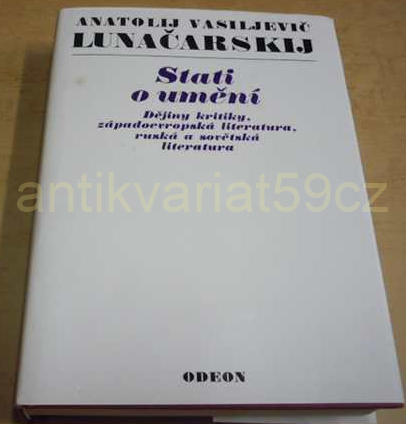 ANATOLIJ VASILJEVIČ
LUNAČARSKIJ
Stati
o umění
Dějiny kritiky,
západoevropská literatura,
ruská a sovětská
literatura
antikvariat59cz
ODEON